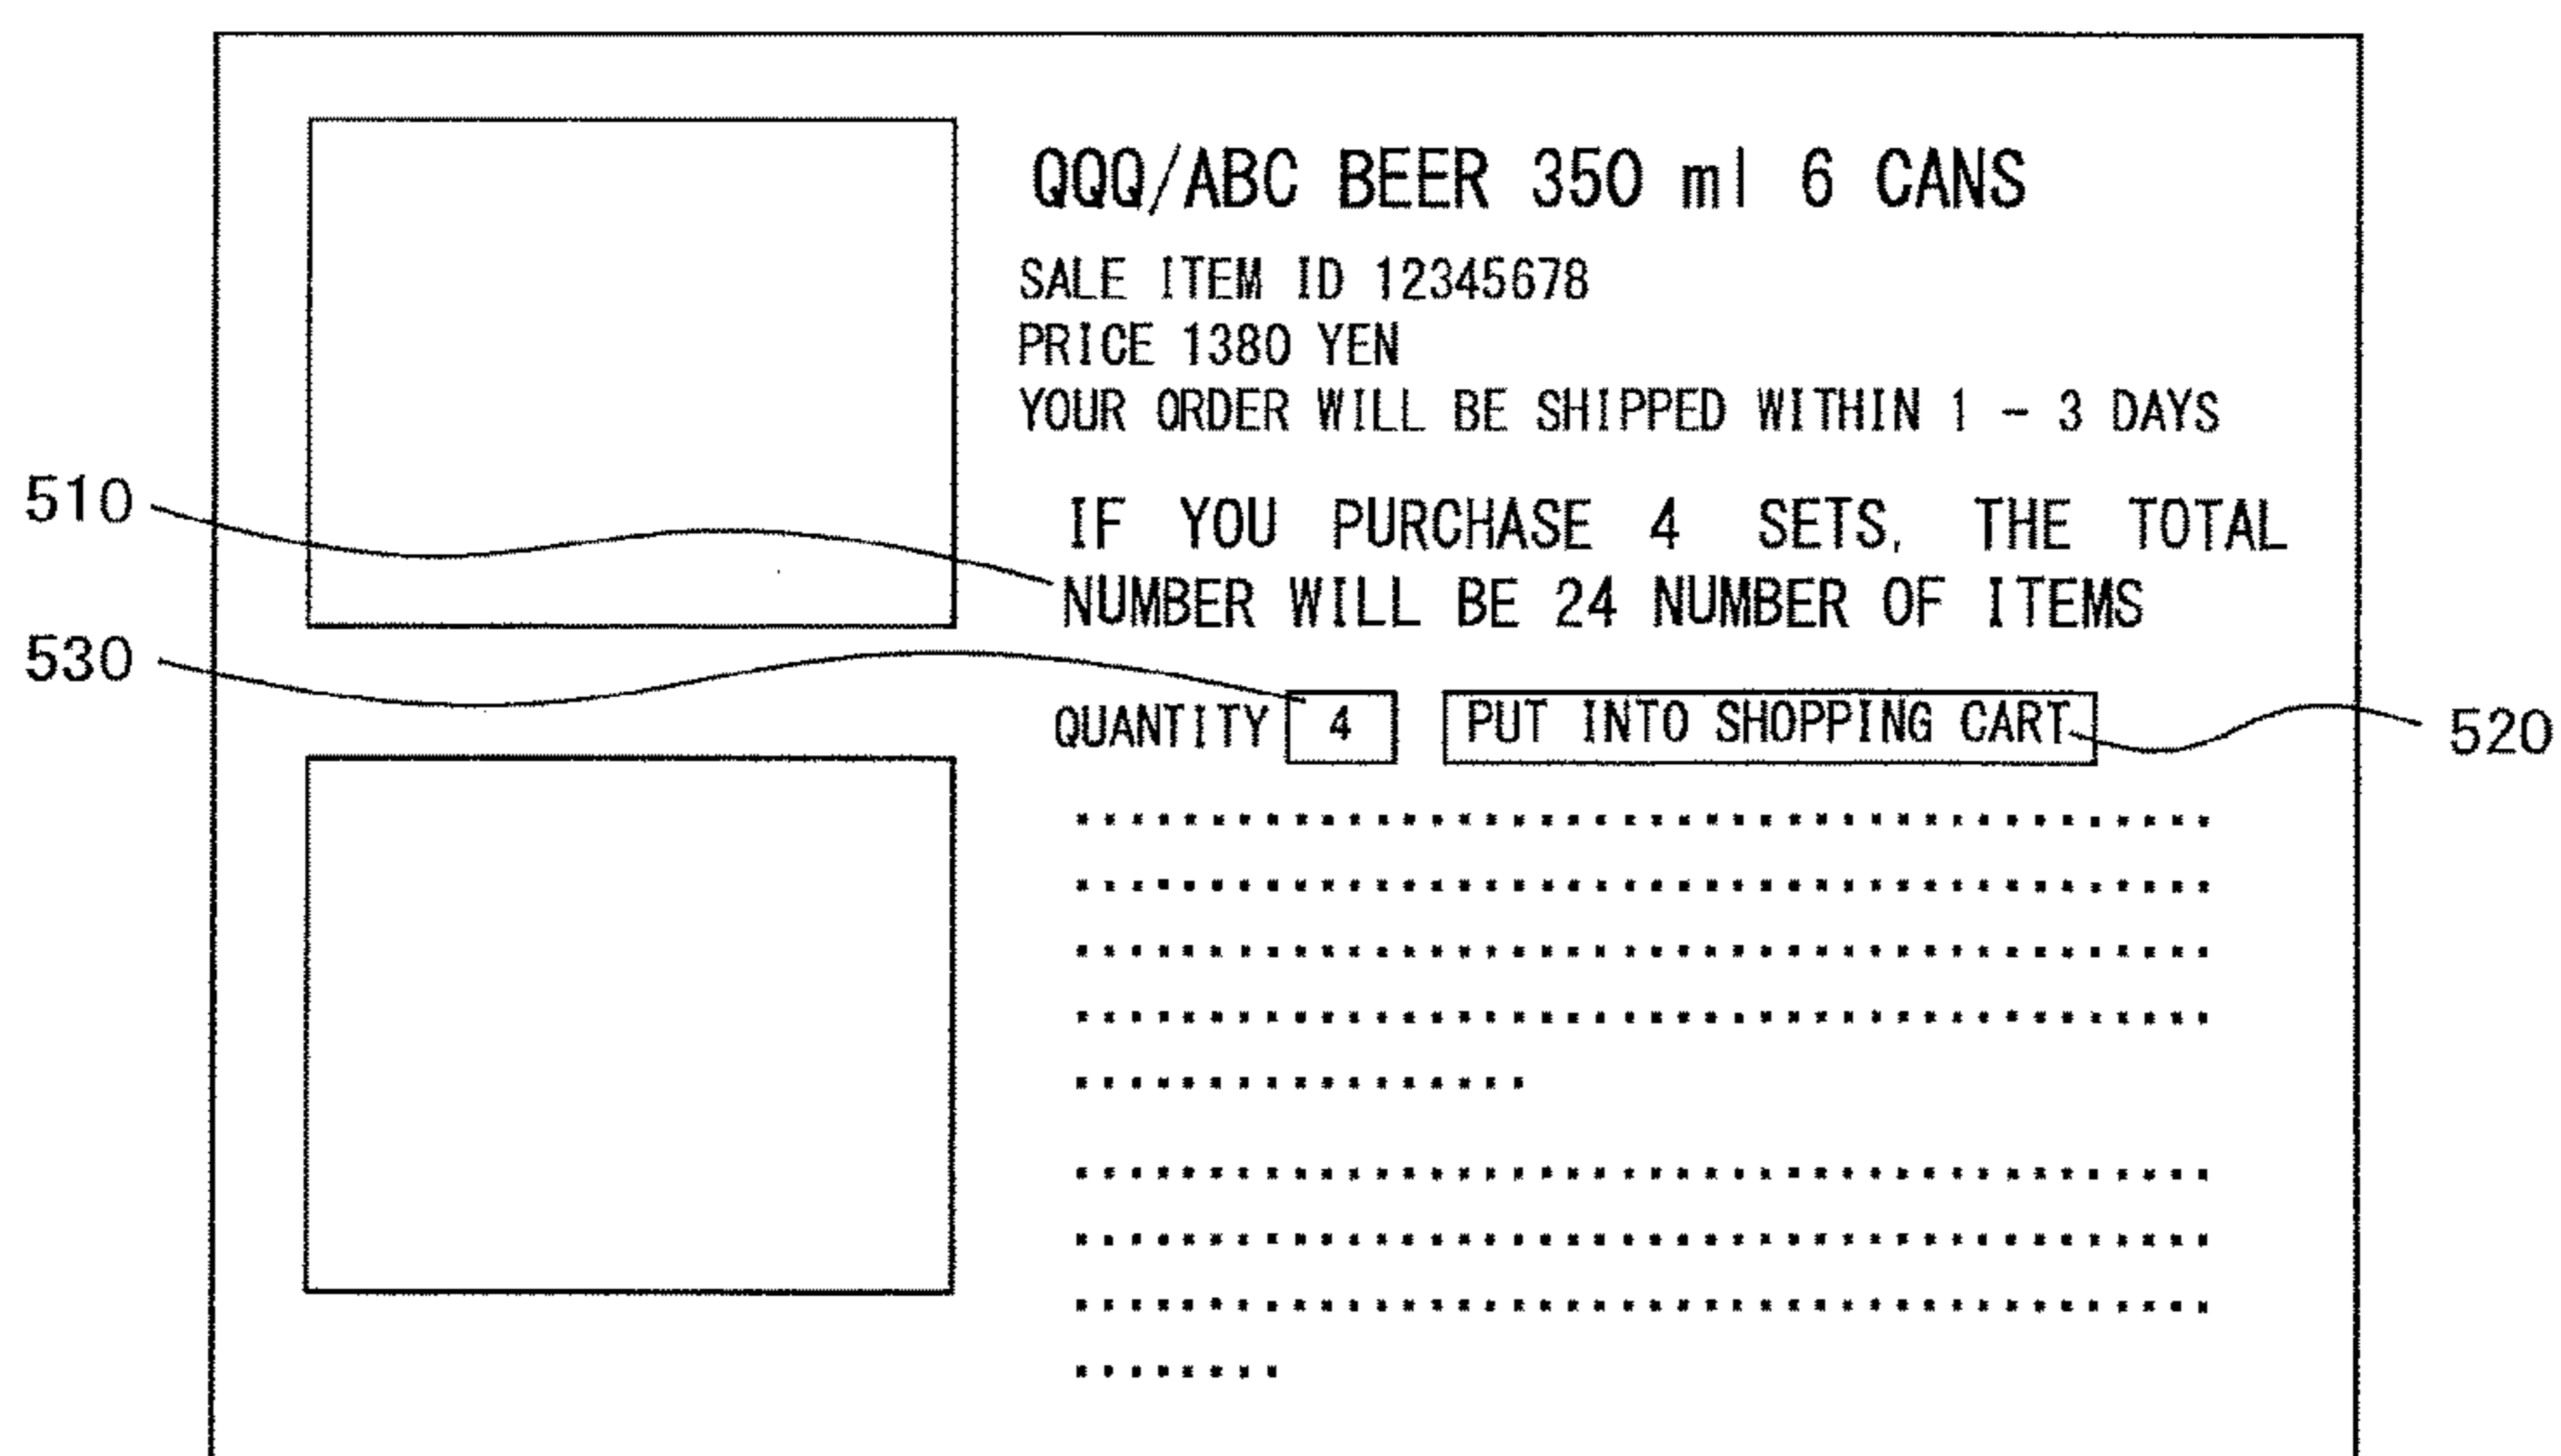 QQQ/ABC BEER 350 ml 6 CANS
SALE ITEM ID 12345678
PRICE 1380 YEN
YOUR ORDER WILL BE SHIPPED WITHIN 1 - 3 DAYS
510
IF YOU PURCHASE 4 SETS, THE TOTAL
NUMBER WILL BE 24 NUMBER OF ITEMS
530
QUANTITY 4 PUT INTO SHOPPING CART
520